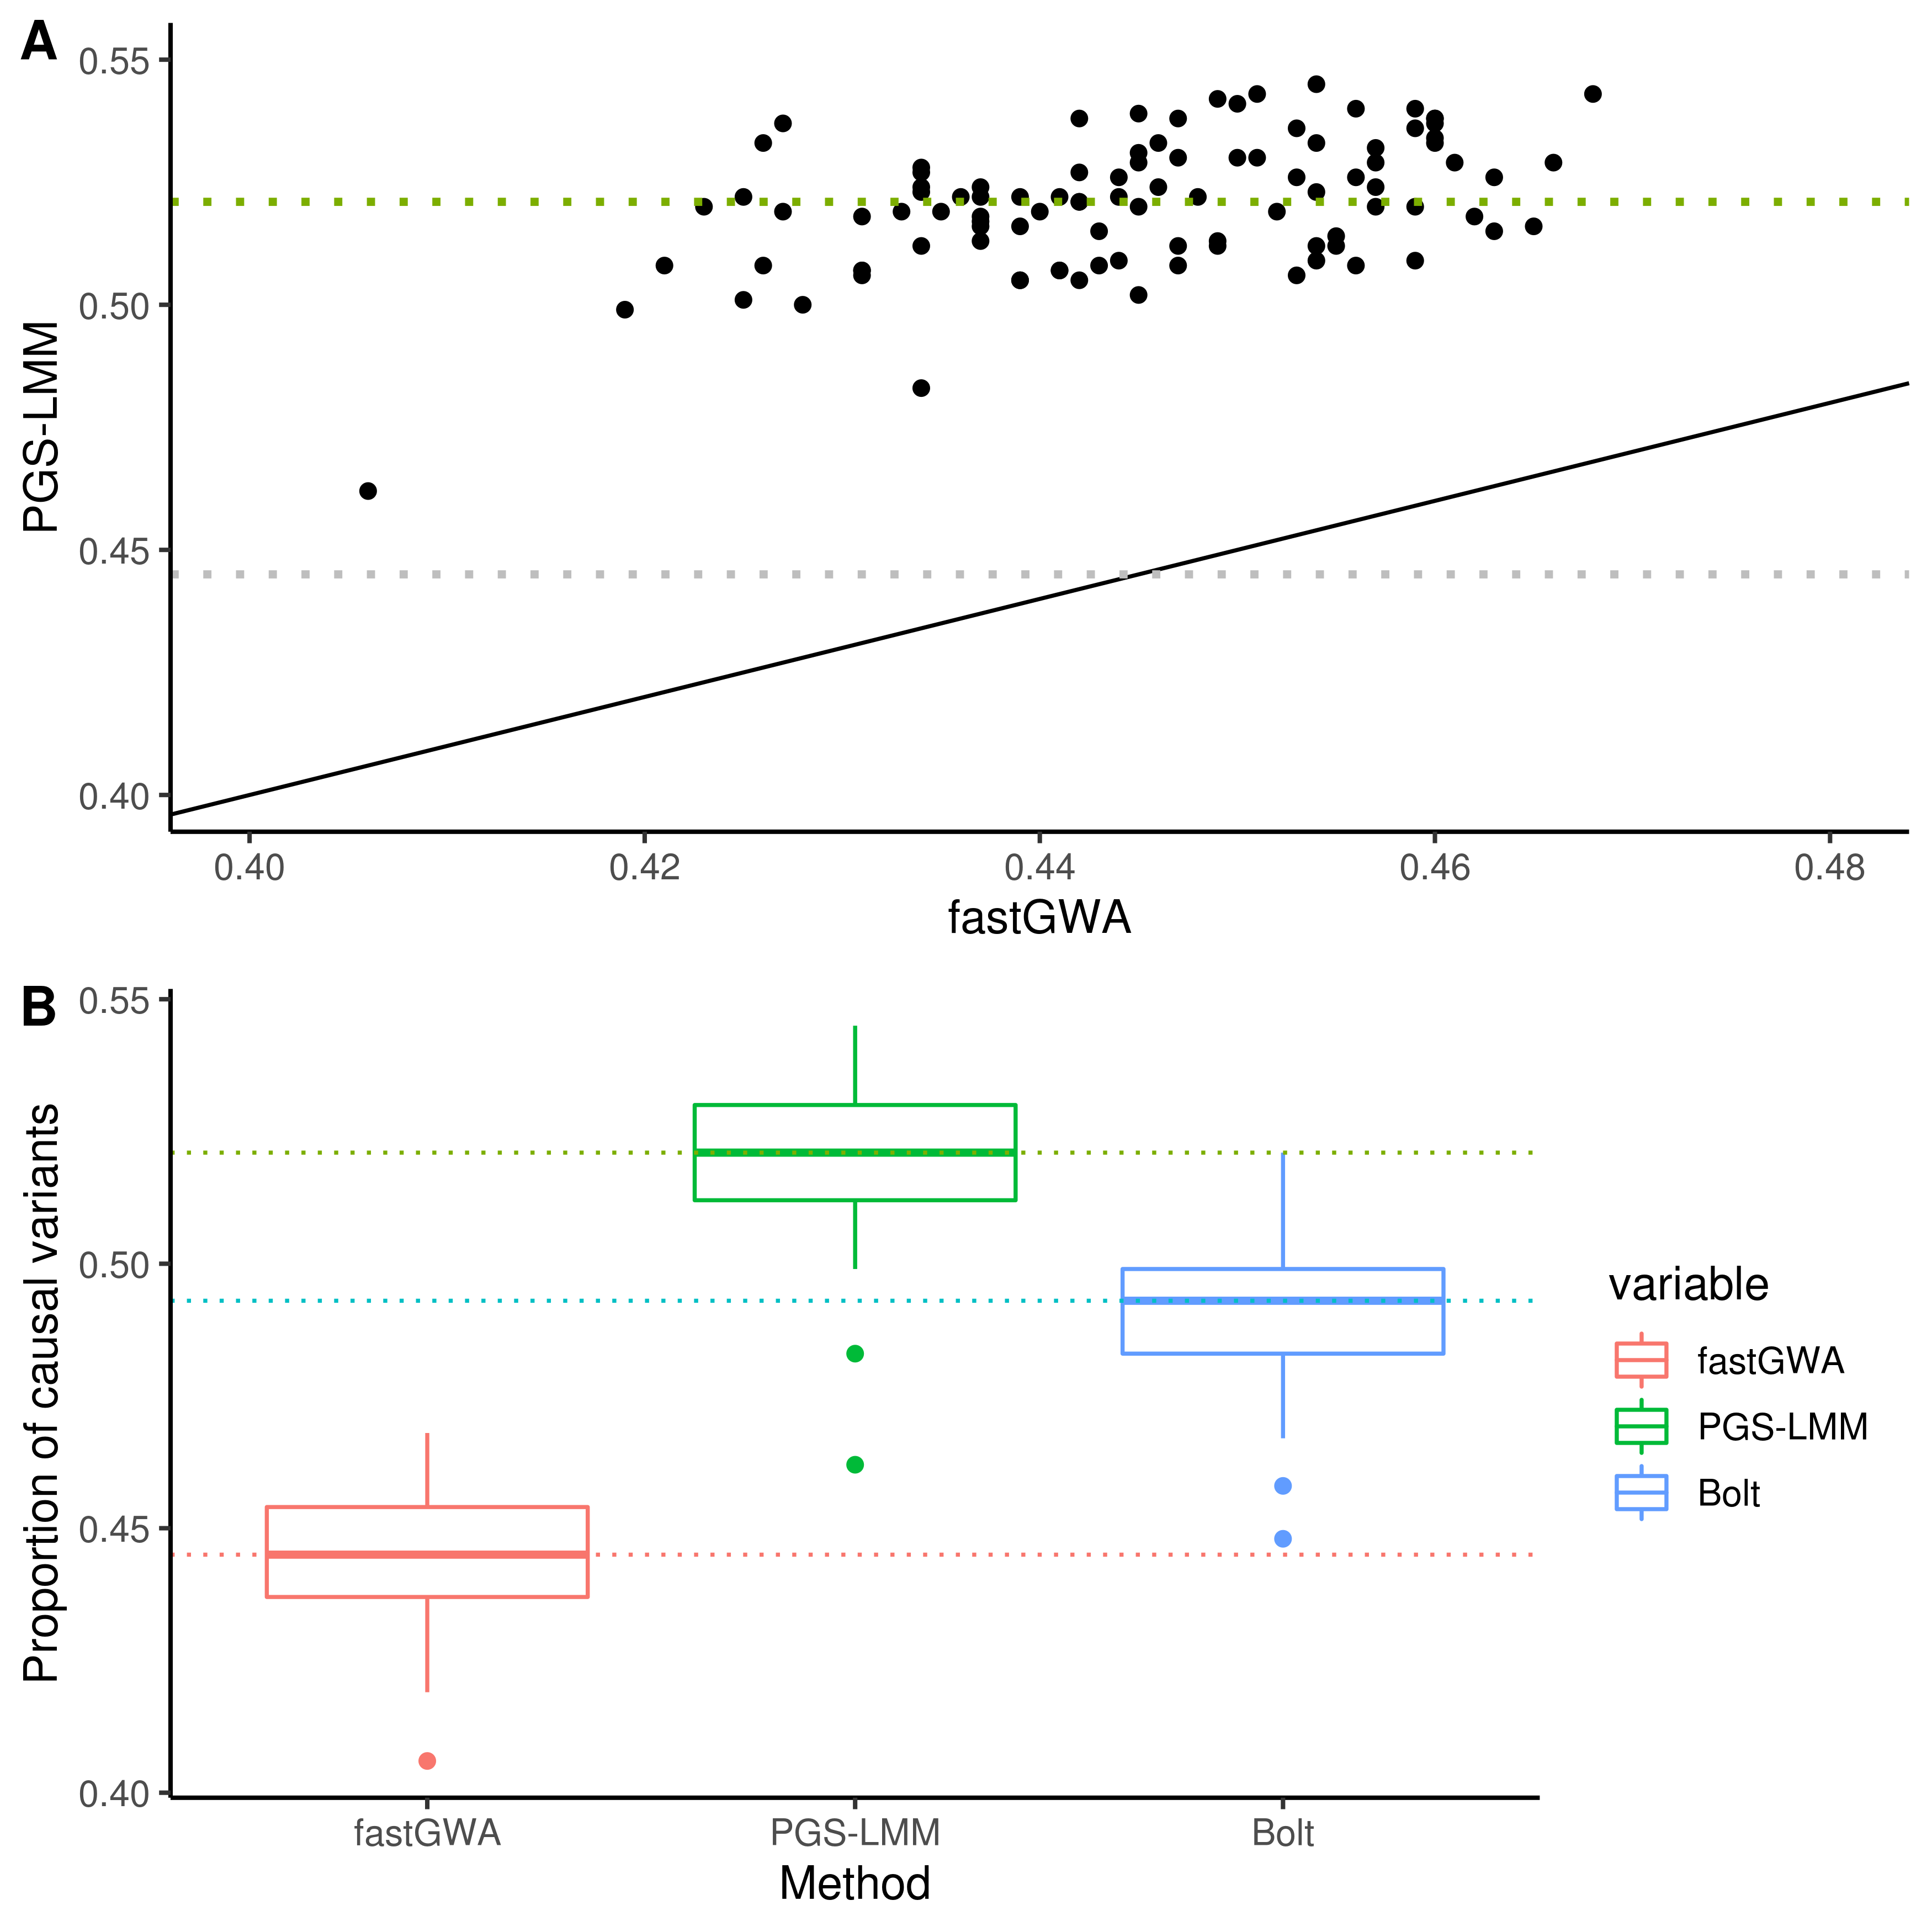 A
0.55
0.50
0.45
0.40
PGS-LMM
0.40 0.42 0.44 0.46 0.48
fastGWA
B
0.55
0.50
0.45
0.40
Proportion of causal variants
fastGWA PGS-LMM Bolt
Method
variable
fastGWA
PGS-LMM
Bolt